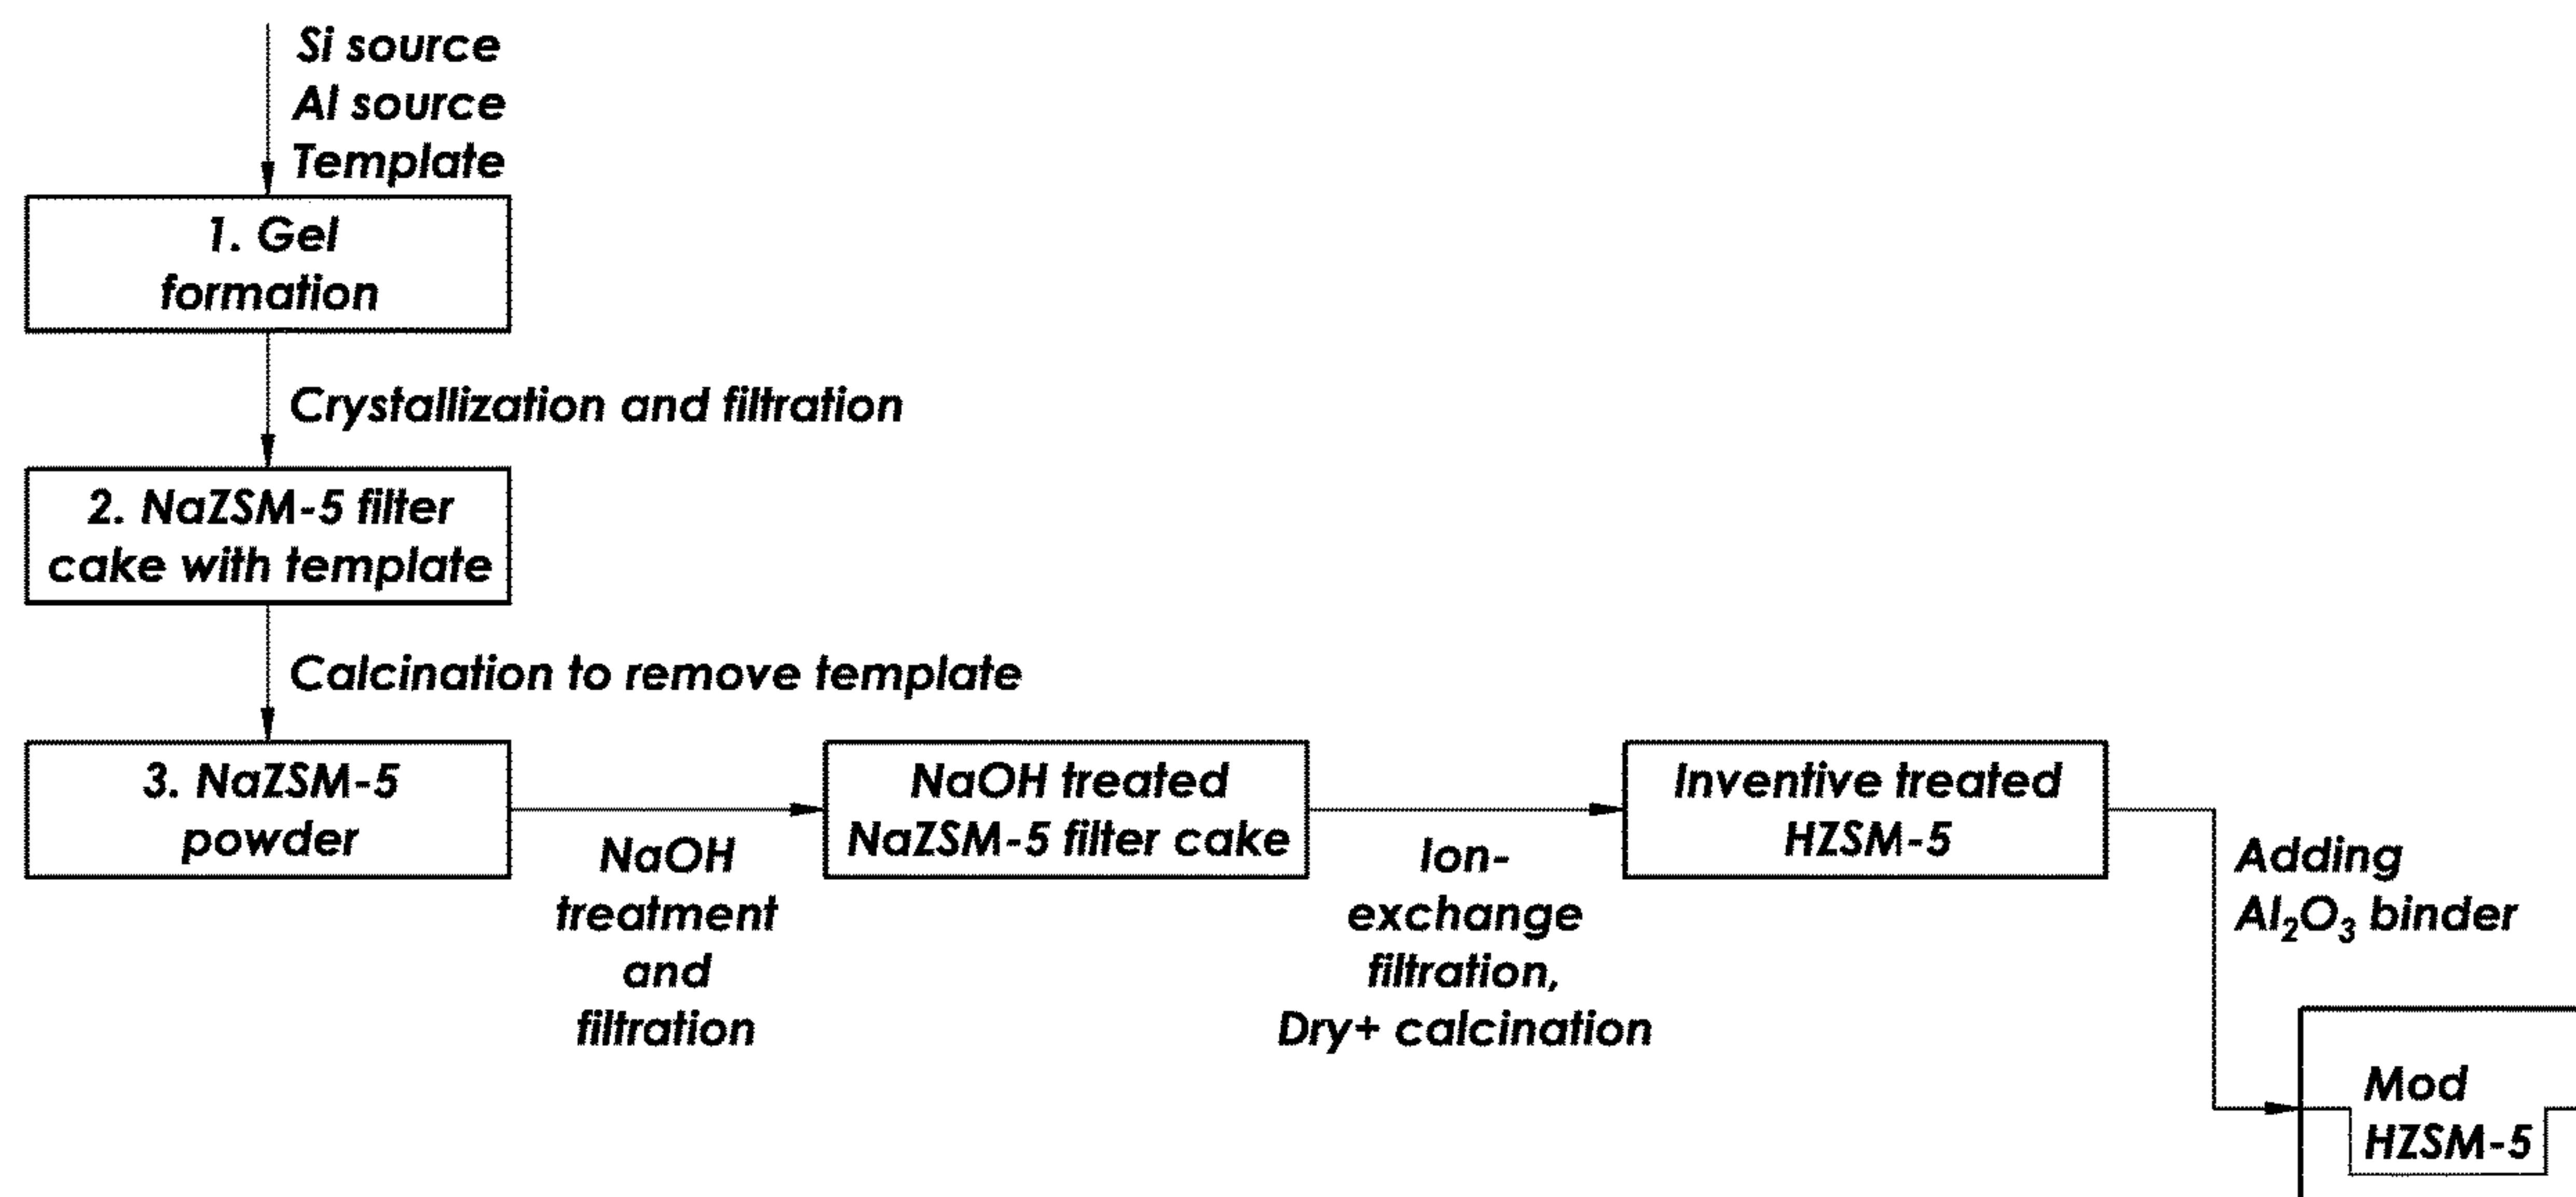 Si source
Al source
Template
1. Gel
formation
Crystallization and filtration
2. NaZSM-5 filter
cake with template
Calcination to remove template
3. NaZSM-5
powder
NaOH
treatment
and
filtration
NaOH treated
NaZSM-5 filter cake
Ion-
exchange
filtration,
Dry+ calcination
Inventive treated
HZSM-5
Adding
Al₂O₃ binder
Mod
HZSM-5